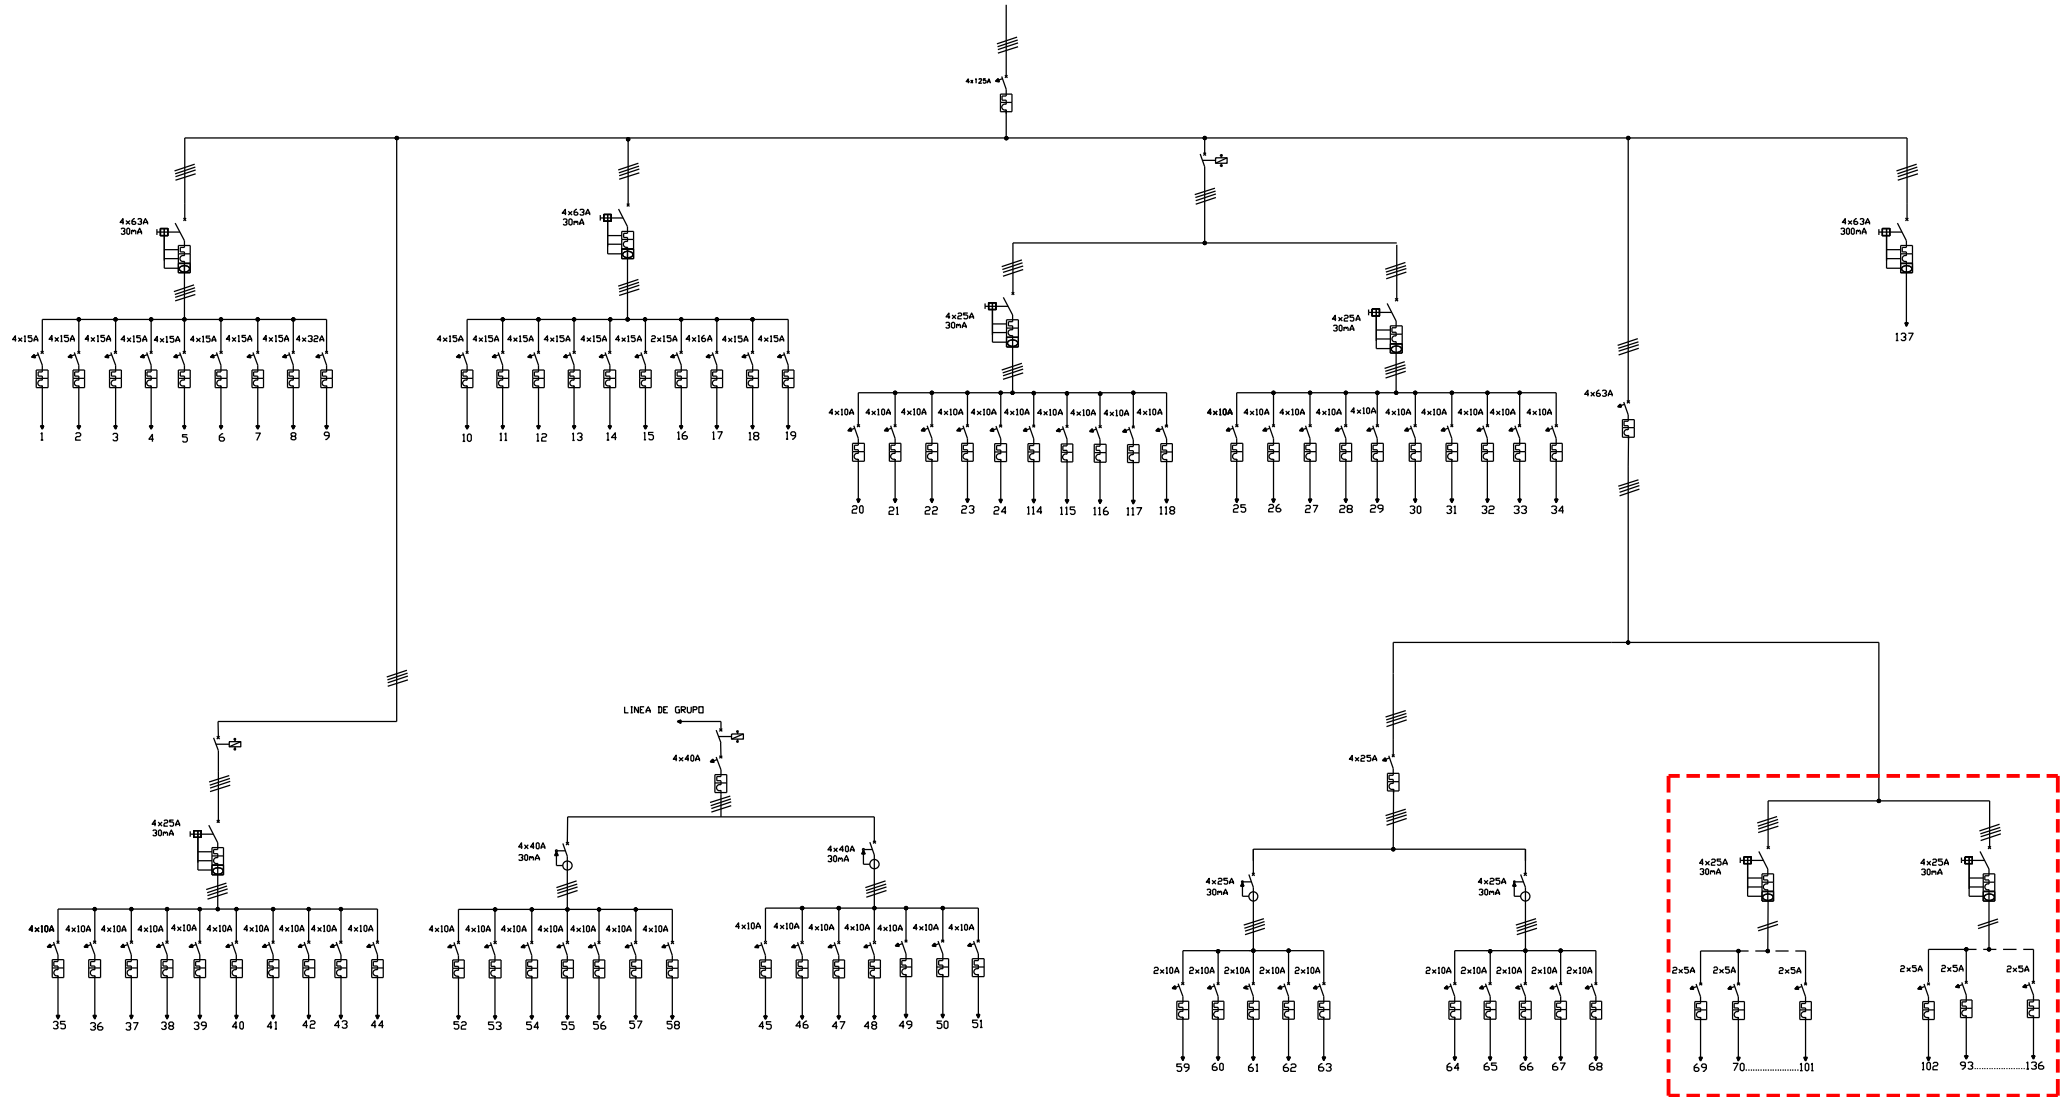 4x125A
4x63A
30mA
4x63A
30mA
4x63A
300mA
4x25A
30mA
4x25A
30mA
137
4x15A 4x15A 4x15A 4x15A 4x15A 4x15A 4x15A 4x15A 4x32A
4x15A 4x15A 4x15A 4x15A 4x15A 4x15A 2x15A 4x16A 4x15A 4x15A
1 2 3 4 5 6 7 8 9
10 11 12 13 14 15 16 17 18 19
4x63A
4x10A 4x10A 4x10A 4x10A 4x10A 4x10A 4x10A 4x10A 4x10A 4x10A
4x10A 4x10A 4x10A 4x10A 4x10A 4x10A 4x10A 4x10A 4x10A 4x10A
20 21 22 23 24 114 115 116 117 118
25 26 27 28 29 30 31 32 33 34
LINEA DE GRUPO
4x40A
4x25A
4x25A
30mA
4x40A
30mA
4x40A
30mA
4x25A
30mA
4x25A
30mA
4x25A
30mA
4x25A
30mA
4x10A 4x10A 4x10A 4x10A 4x10A 4x10A 4x10A 4x10A 4x10A 4x10A
4x10A 4x10A 4x10A 4x10A 4x10A 4x10A 4x10A
4x10A 4x10A 4x10A 4x10A 4x10A 4x10A 4x10A
2x10A 2x10A 2x10A 2x10A 2x10A
2x10A 2x10A 2x10A 2x10A 2x10A
2x5A 2x5A 2x5A
2x5A 2x5A 2x5A
35 36 37 38 39 40 41 42 43 44
52 53 54 55 56 57 58
45 46 47 48 49 50 51
59 60 61 62 63
64 65 66 67 68
69 70......................101
102 93.....................136